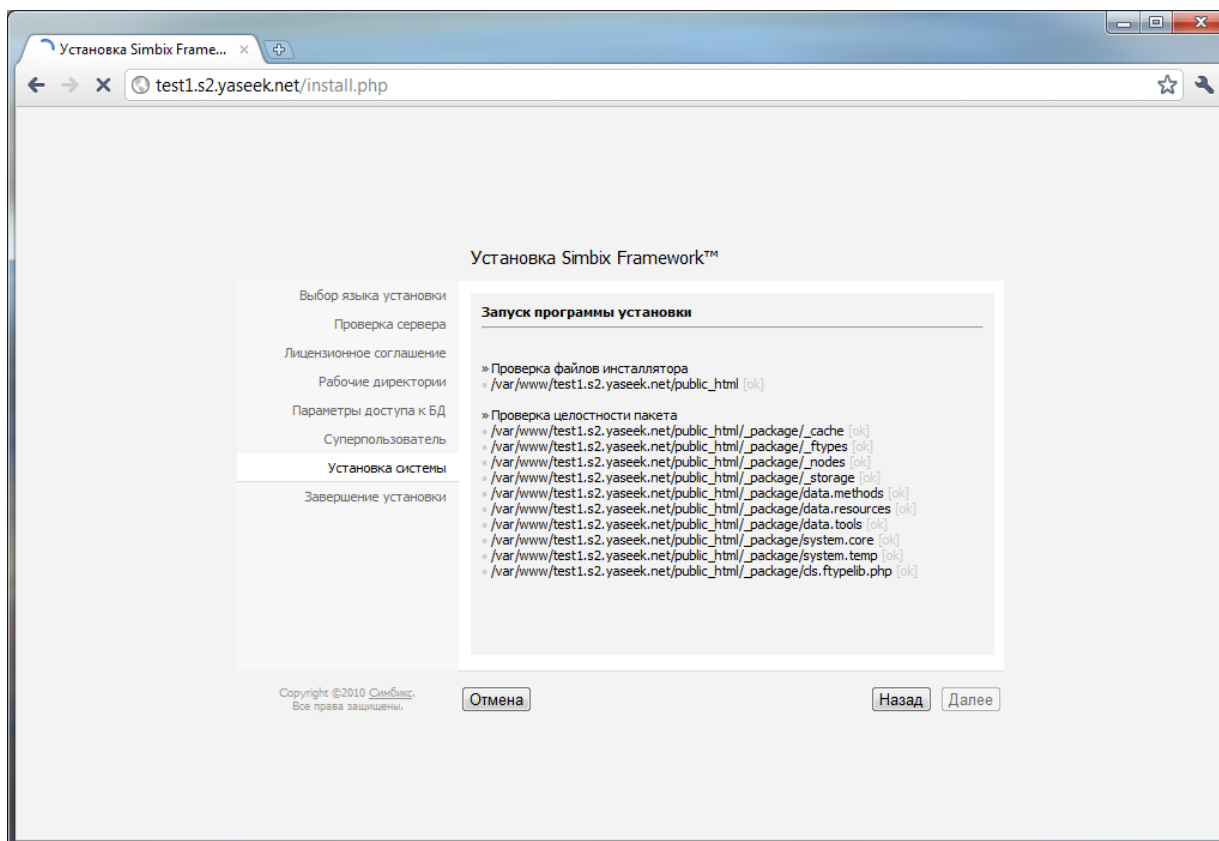 Установка Simbix Frame...
test1.s2.yaseek.net/install.php
Установка Simbix Framework™
Выбор языка установки
Проверка сервера
Лицензионное соглашение
Рабочие директории
Параметры доступа к БД
Суперпользователь
Установка системы
Завершение установки
Запуск программы установки
» Проверка файлов инсталлятора
/var/www/test1.s2.yaseek.net/public_html [ok]
» Проверка целостности пакета
/var/www/test1.s2.yaseek.net/public_html/_package/_cache [ok]
/var/www/test1.s2.yaseek.net/public_html/_package/_ftypes [ok]
/var/www/test1.s2.yaseek.net/public_html/_package/_nodes [ok]
/var/www/test1.s2.yaseek.net/public_html/_package/_storage [ok]
/var/www/test1.s2.yaseek.net/public_html/_package/data.methods [ok]
/var/www/test1.s2.yaseek.net/public_html/_package/data.resources [ok]
/var/www/test1.s2.yaseek.net/public_html/_package/data.tools [ok]
/var/www/test1.s2.yaseek.net/public_html/_package/system.core [ok]
/var/www/test1.s2.yaseek.net/public_html/_package/system.temp [ok]
/var/www/test1.s2.yaseek.net/public_html/_package/cls.ftypelib.php [ok]
Copyright ©2010 Симбикс.
Все права защищены.
Отмена
Назад
Далее